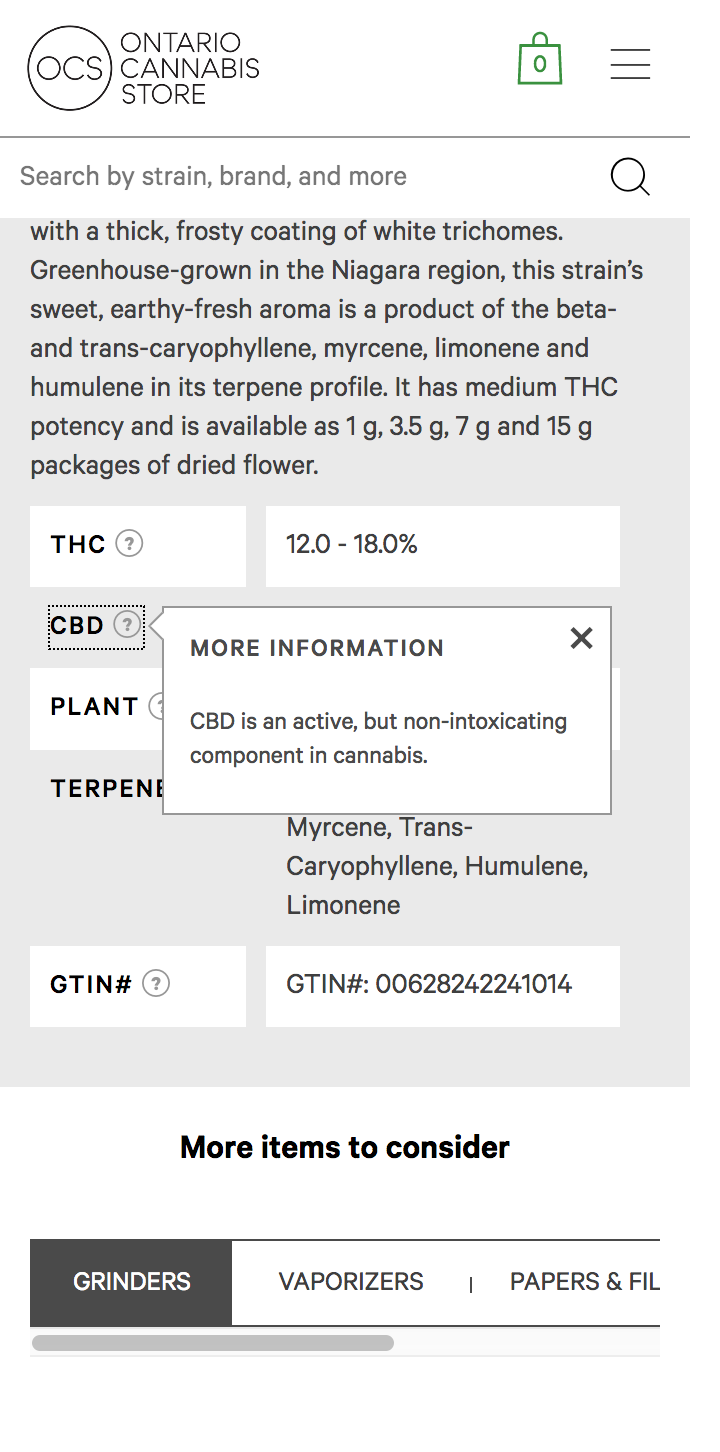 OCS
ONTARIO
CANNABIS
STORE
0
Search by strain, brand, and more
with a thick, frosty coating of white trichomes.
Greenhouse-grown in the Niagara region, this strain's
sweet, earthy-fresh aroma is a product of the beta-
and trans-caryophyllene, myrcene, limonene and
humulene in its terpene profile. It has medium THC
potency and is available as 1 g, 3.5 g, 7 g and 15 g
packages of dried flower.
THC ? 12.0 - 18.0%
CBD ?
MORE INFORMATION
CBD is an active, but non-intoxicating
component in cannabis.
PLANT ?
TERPENE
Myrcene, Trans-
Caryophyllene, Humulene,
Limonene
GTIN# ? GTIN#: 00628242241014
More items to consider
GRINDERS VAPORIZERS | PAPERS & FIL